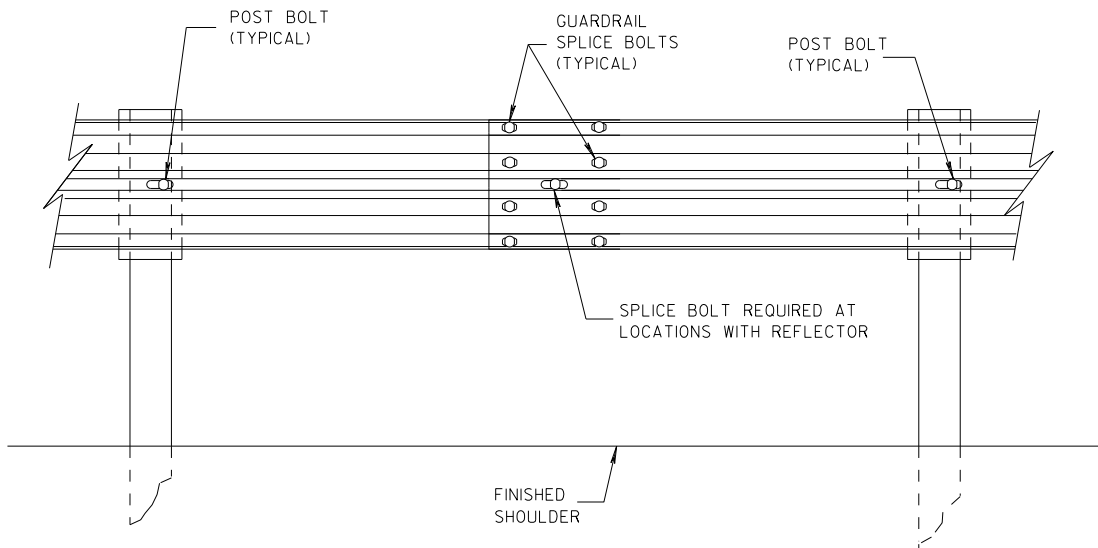 POST BOLT
(TYPICAL)
GUARDRAIL
SPLICE BOLTS
(TYPICAL)
POST BOLT
(TYPICAL)
SPLICE BOLT REQUIRED AT
LOCATIONS WITH REFLECTOR
FINISHED
SHOULDER